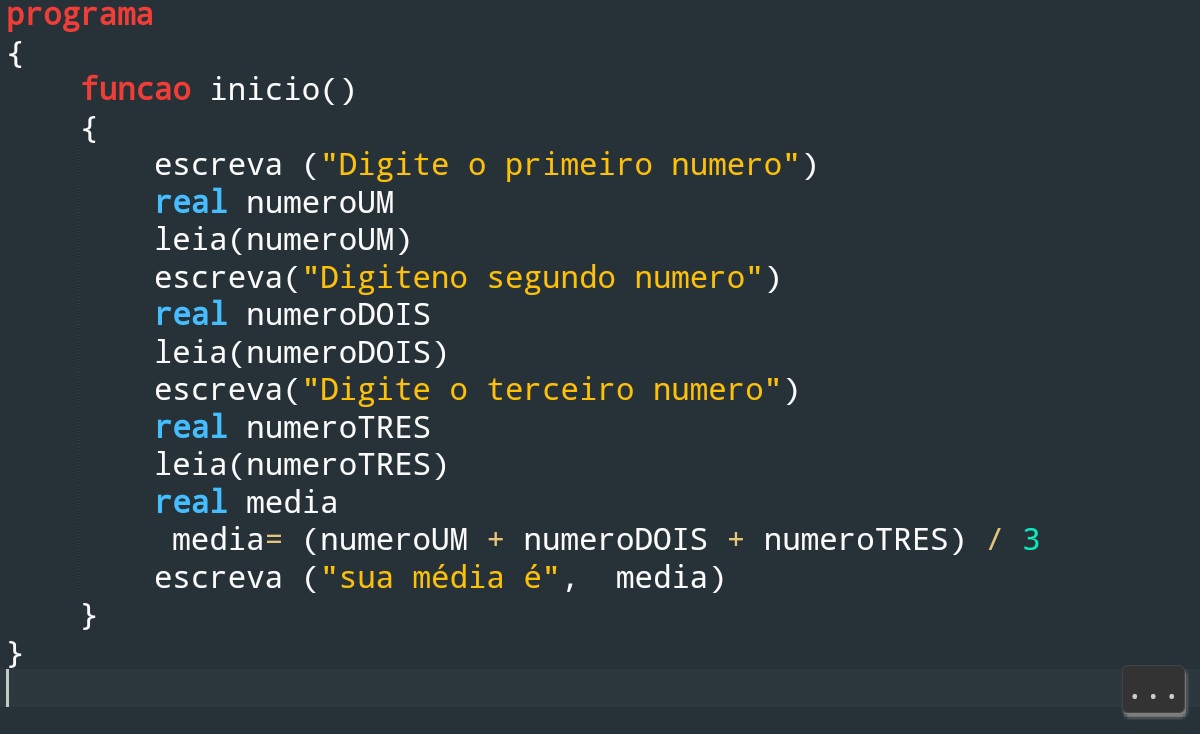 programa
{
    funcao inicio()
    {
        escreva ("Digite o primeiro numero")
        real numeroUM
        leia(numeroUM)
        escreva("Digiteno segundo numero")
        real numeroDOIS
        leia(numeroDOIS)
        escreva("Digite o terceiro numero")
        real numeroTRES
        leia(numeroTRES)
        real media
         media= (numeroUM + numeroDOIS + numeroTRES) / 3
        escreva ("sua média é",  media)
    }
}
...